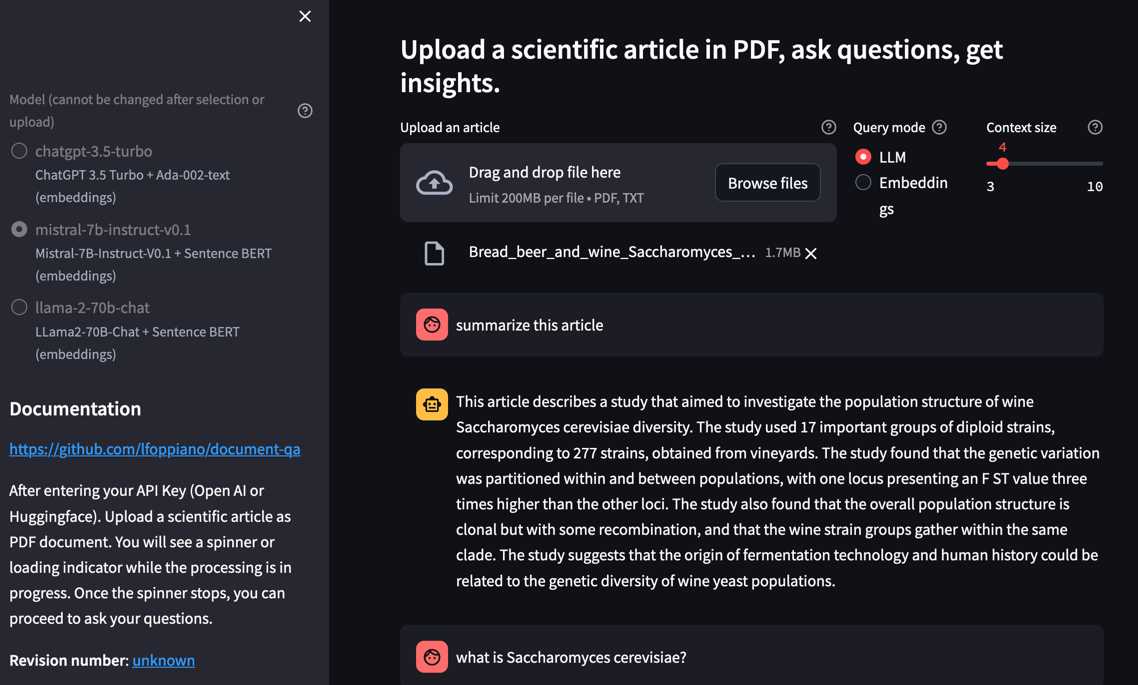 Model (cannot be changed after selection or
upload)
chatgpt-3.5-turbo
ChatGPT 3.5 Turbo + Ada-002-text
(embeddings)
mistral-7b-instruct-v0.1
Mistral-7B-Instruct-V0.1 + Sentence BERT
(embeddings)
llama-2-70b-chat
LLama2-70B-Chat + Sentence BERT
(embeddings)
Documentation
https://github.com/lfoppiano/document-qa
After entering your API Key (Open AI or
Huggingface). Upload a scientific article as
PDF document. You will see a spinner or
loading indicator while the processing is in
progress. Once the spinner stops, you can
proceed to ask your questions.
Revision number: unknown
Upload a scientific article in PDF, ask questions, get
insights.
Upload an article
Drag and drop file here
Limit 200MB per file • PDF, TXT
Browse files
Query mode
LLM
Embeddin
gs
Context size
4
3 10
Bread_beer_and_wine_Saccharomyces_... 1.7MB
summarize this article
This article describes a study that aimed to investigate the population structure of wine
Saccharomyces cerevisiae diversity. The study used 17 important groups of diploid strains,
corresponding to 277 strains, obtained from vineyards. The study found that the genetic variation
was partitioned within and between populations, with one locus presenting an F ST value three
times higher than the other loci. The study also found that the overall population structure is
clonal but with some recombination, and that the wine strain groups gather within the same
clade. The study suggests that the origin of fermentation technology and human history could be
related to the genetic diversity of wine yeast populations.
what is Saccharomyces cerevisiae?